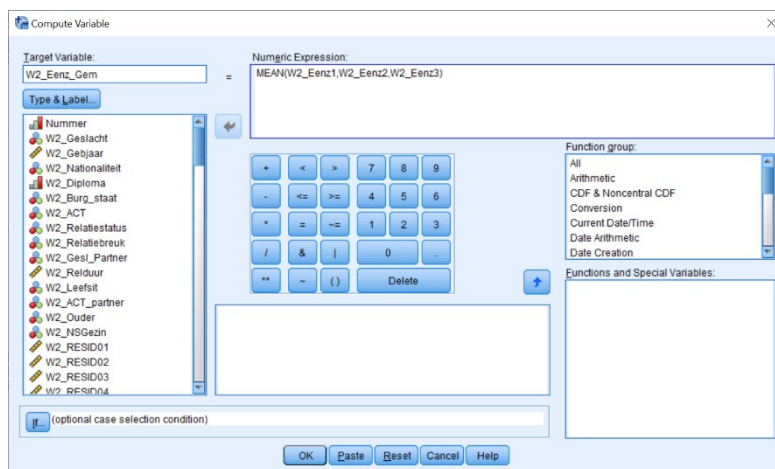 Compute Variable
Target Variable:
W2_Eenz_Gem
=
Numeric Expression:
MEAN(W2_Eenz1,W2_Eenz2,W2_Eenz3)
Type & Label...
Nummer
W2_Geslacht
W2_Gebjaar
W2_Nationaliteit
W2_Diploma
W2_Burg_staat
W2_ACT
W2_Relatiestatus
W2_Relatiebreuk
W2_Gesl_Partner
W2_Relduur
W2_Leefsit
W2_ACT_partner
W2_Ouder
W2_NSGezin
W2_RESID01
W2_RESID02
W2_RESID03
W2_RESID04
+ < > 7 8 9
- <= >= 4 5 6
* = ~= 1 2 3
/ & | 0 .
** ~ () Delete
Function group:
All
Arithmetic
CDF & Noncentral CDF
Conversion
Current Date/Time
Date Arithmetic
Date Creation
Functions and Special Variables:
If... (optional case selection condition)
OK Paste Reset Cancel Help